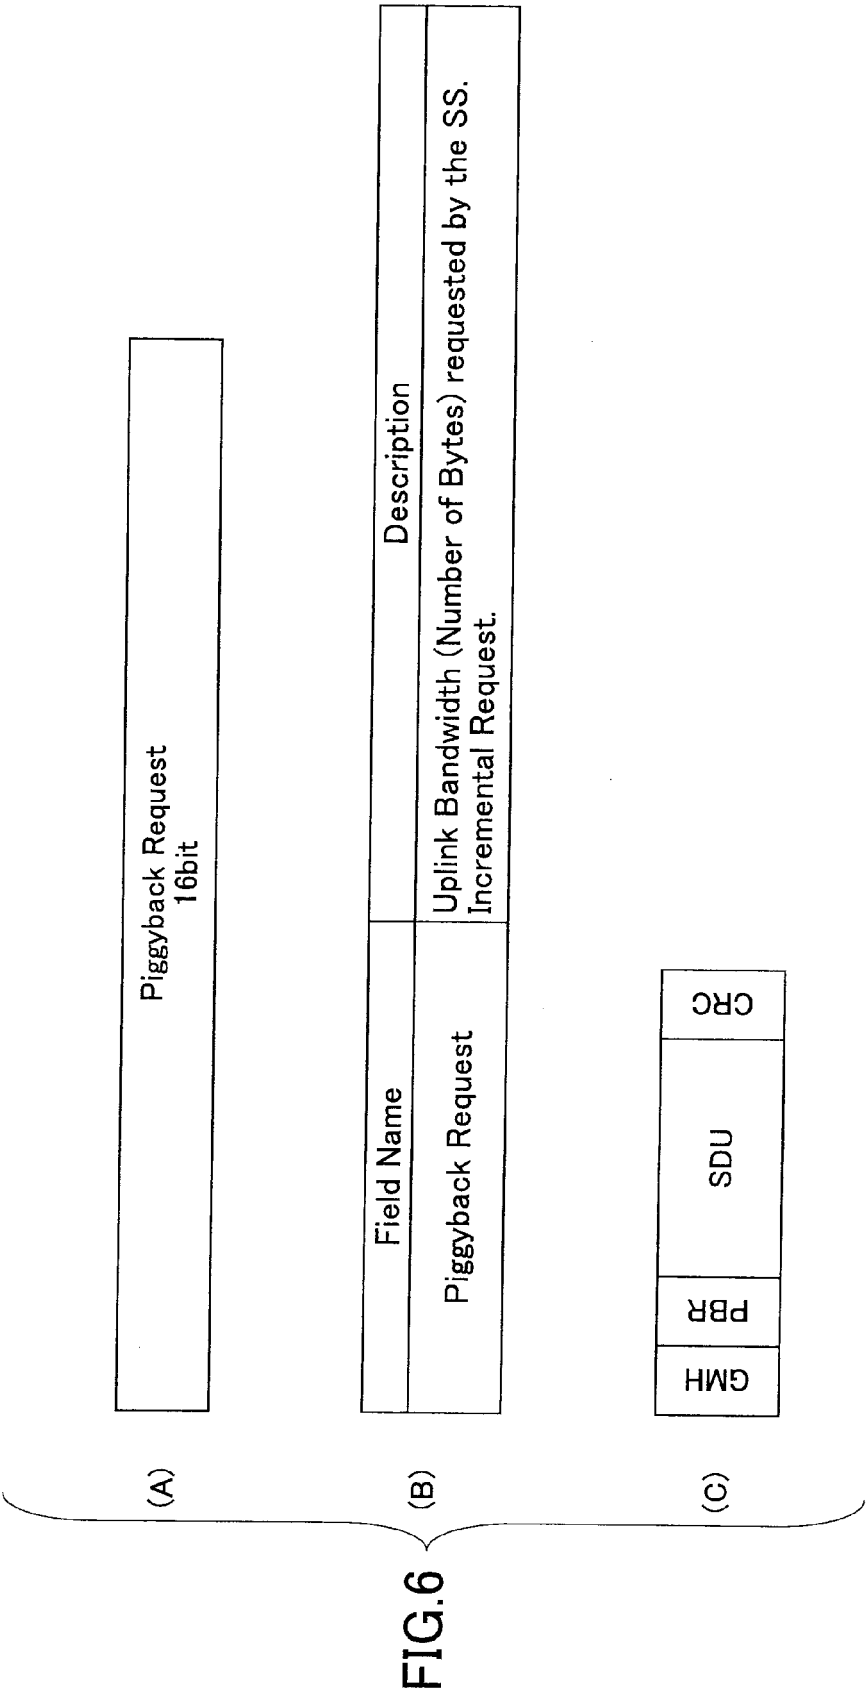 FIG.6
(A)
Piggyback Request
16bit
(B)
Field Name
Description
Piggyback Request
Uplink Bandwidth (Number of Bytes) requested by the SS.
Incremental Request.
(C)
GMH
PBR
SDU
CRC